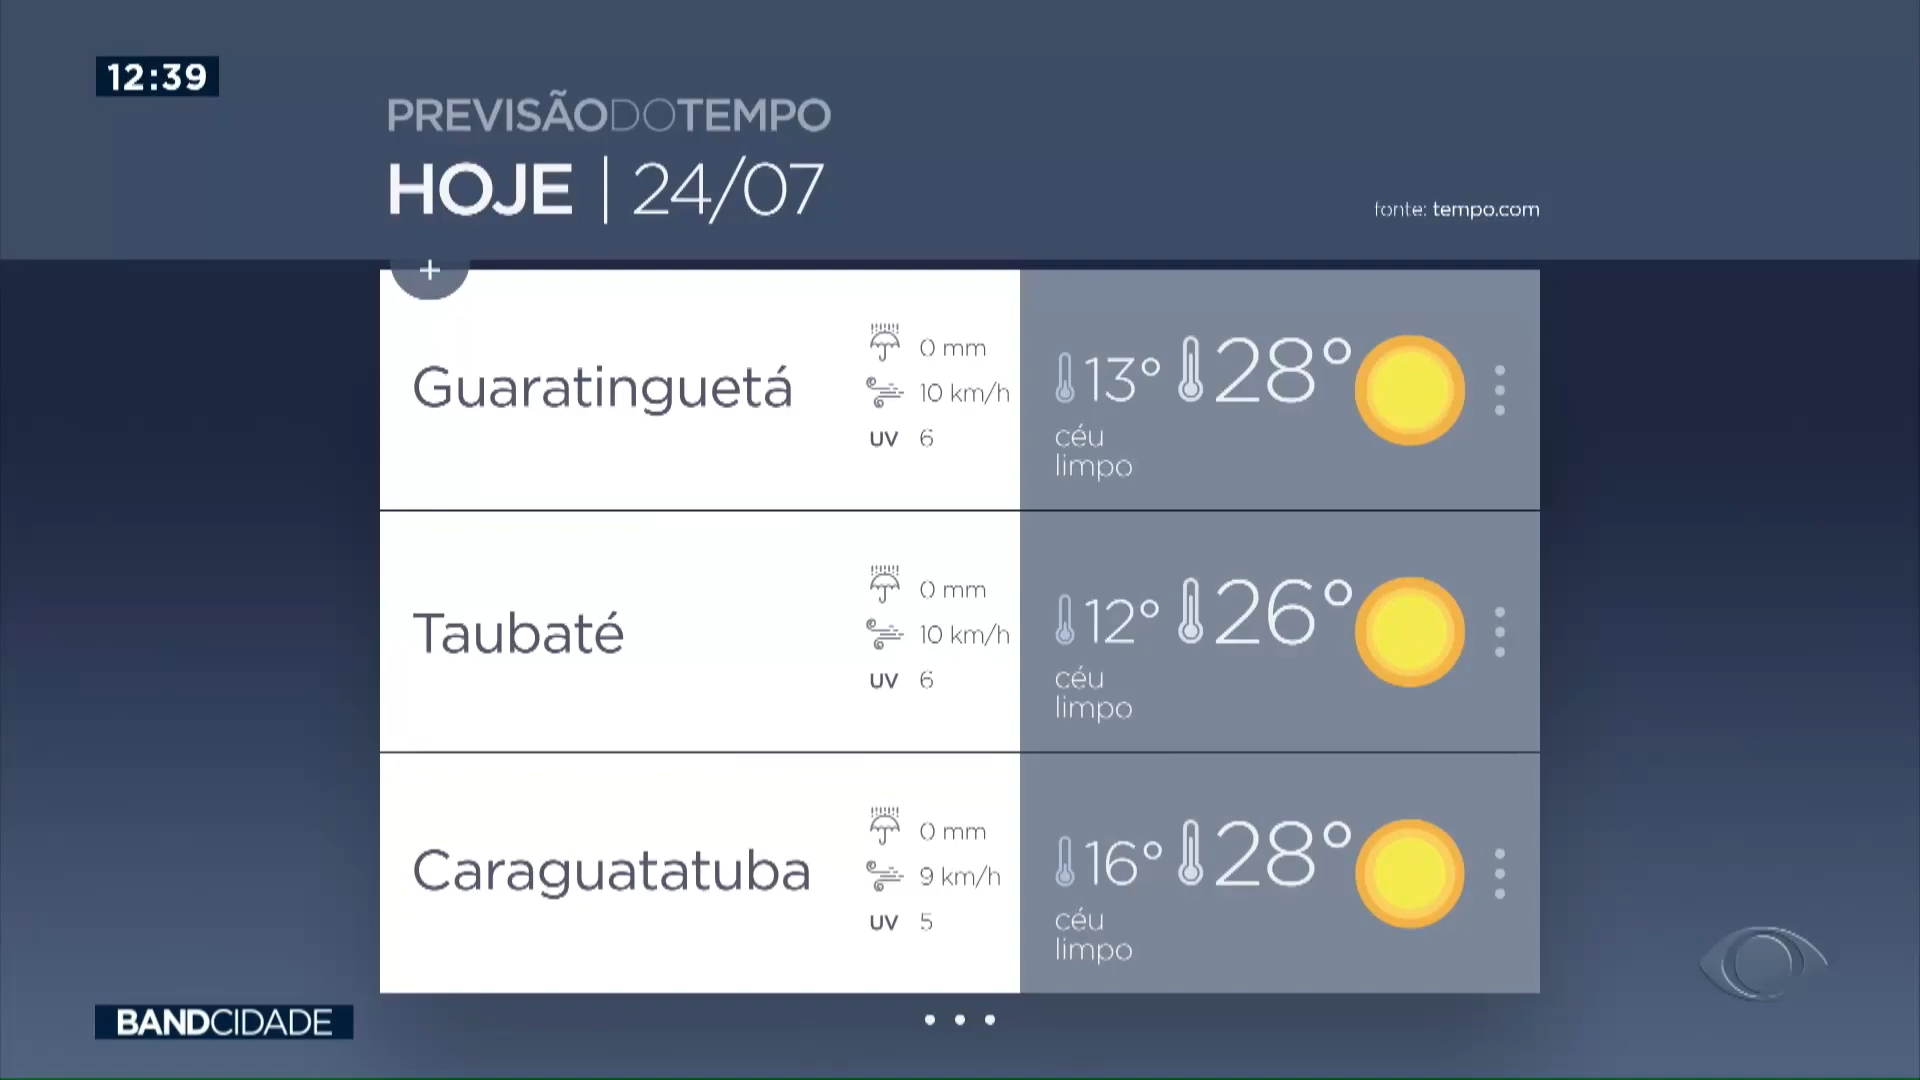 12:39
PREVISÃODOTEMPO
HOJE | 24/07
fonte: tempo.com
+
Guaratinguetá
0 mm
10 km/h
UV 6
13° 28°
céu
limpo
Taubaté
0 mm
10 km/h
UV 6
12° 26°
céu
limpo
Caraguatatuba
0 mm
9 km/h
UV 5
16° 28°
céu
limpo
BANDCIDADE